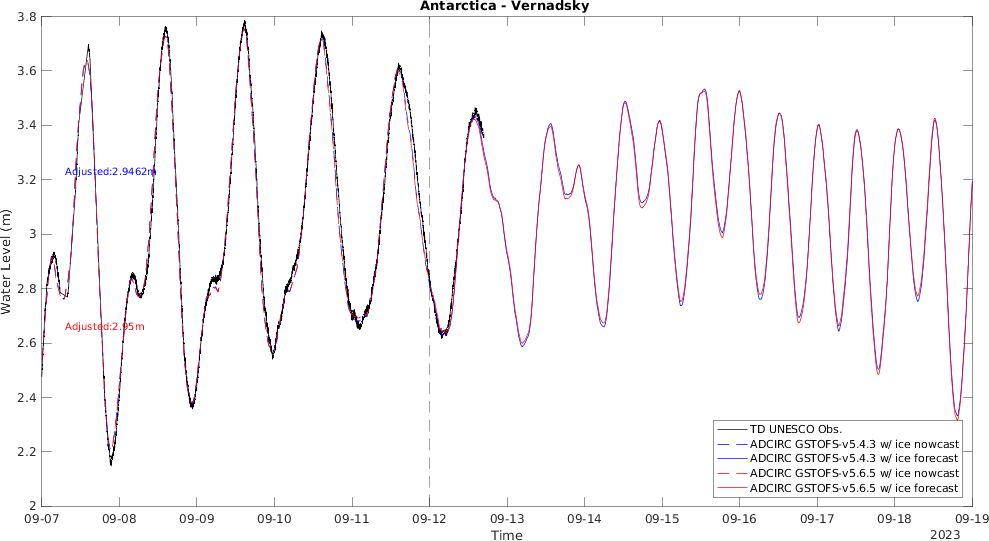 Antarctica - Vernadsky
3.8
3.6
3.4
3.2
3
2.8
2.6
2.4
2.2
2
Water Level (m)
Adjusted:2.9462m
Adjusted:2.95m
TD UNESCO Obs.
ADCIRC GSTOFS-v5.4.3 w/ ice nowcast
ADCIRC GSTOFS-v5.4.3 w/ ice forecast
ADCIRC GSTOFS-v5.6.5 w/ ice nowcast
ADCIRC GSTOFS-v5.6.5 w/ ice forecast
09-07 09-08 09-09 09-10 09-11 09-12 09-13 09-14 09-15 09-16 09-17 09-18 09-19
Time
2023